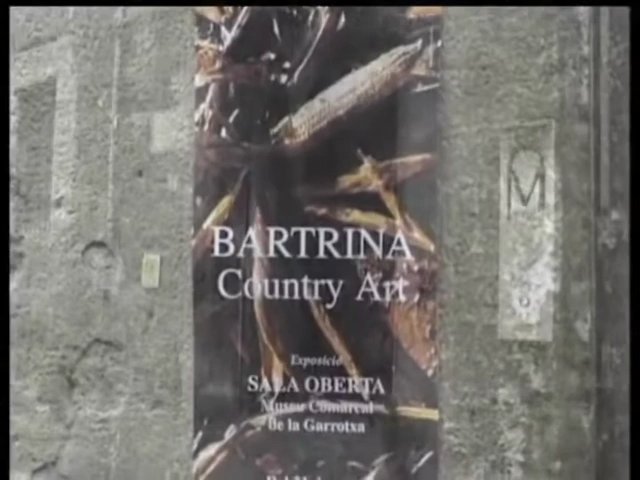 BARTRINA
Country Art
Exposició
SALA OBERTA
Museu Comarcal
de la Garrotxa
M